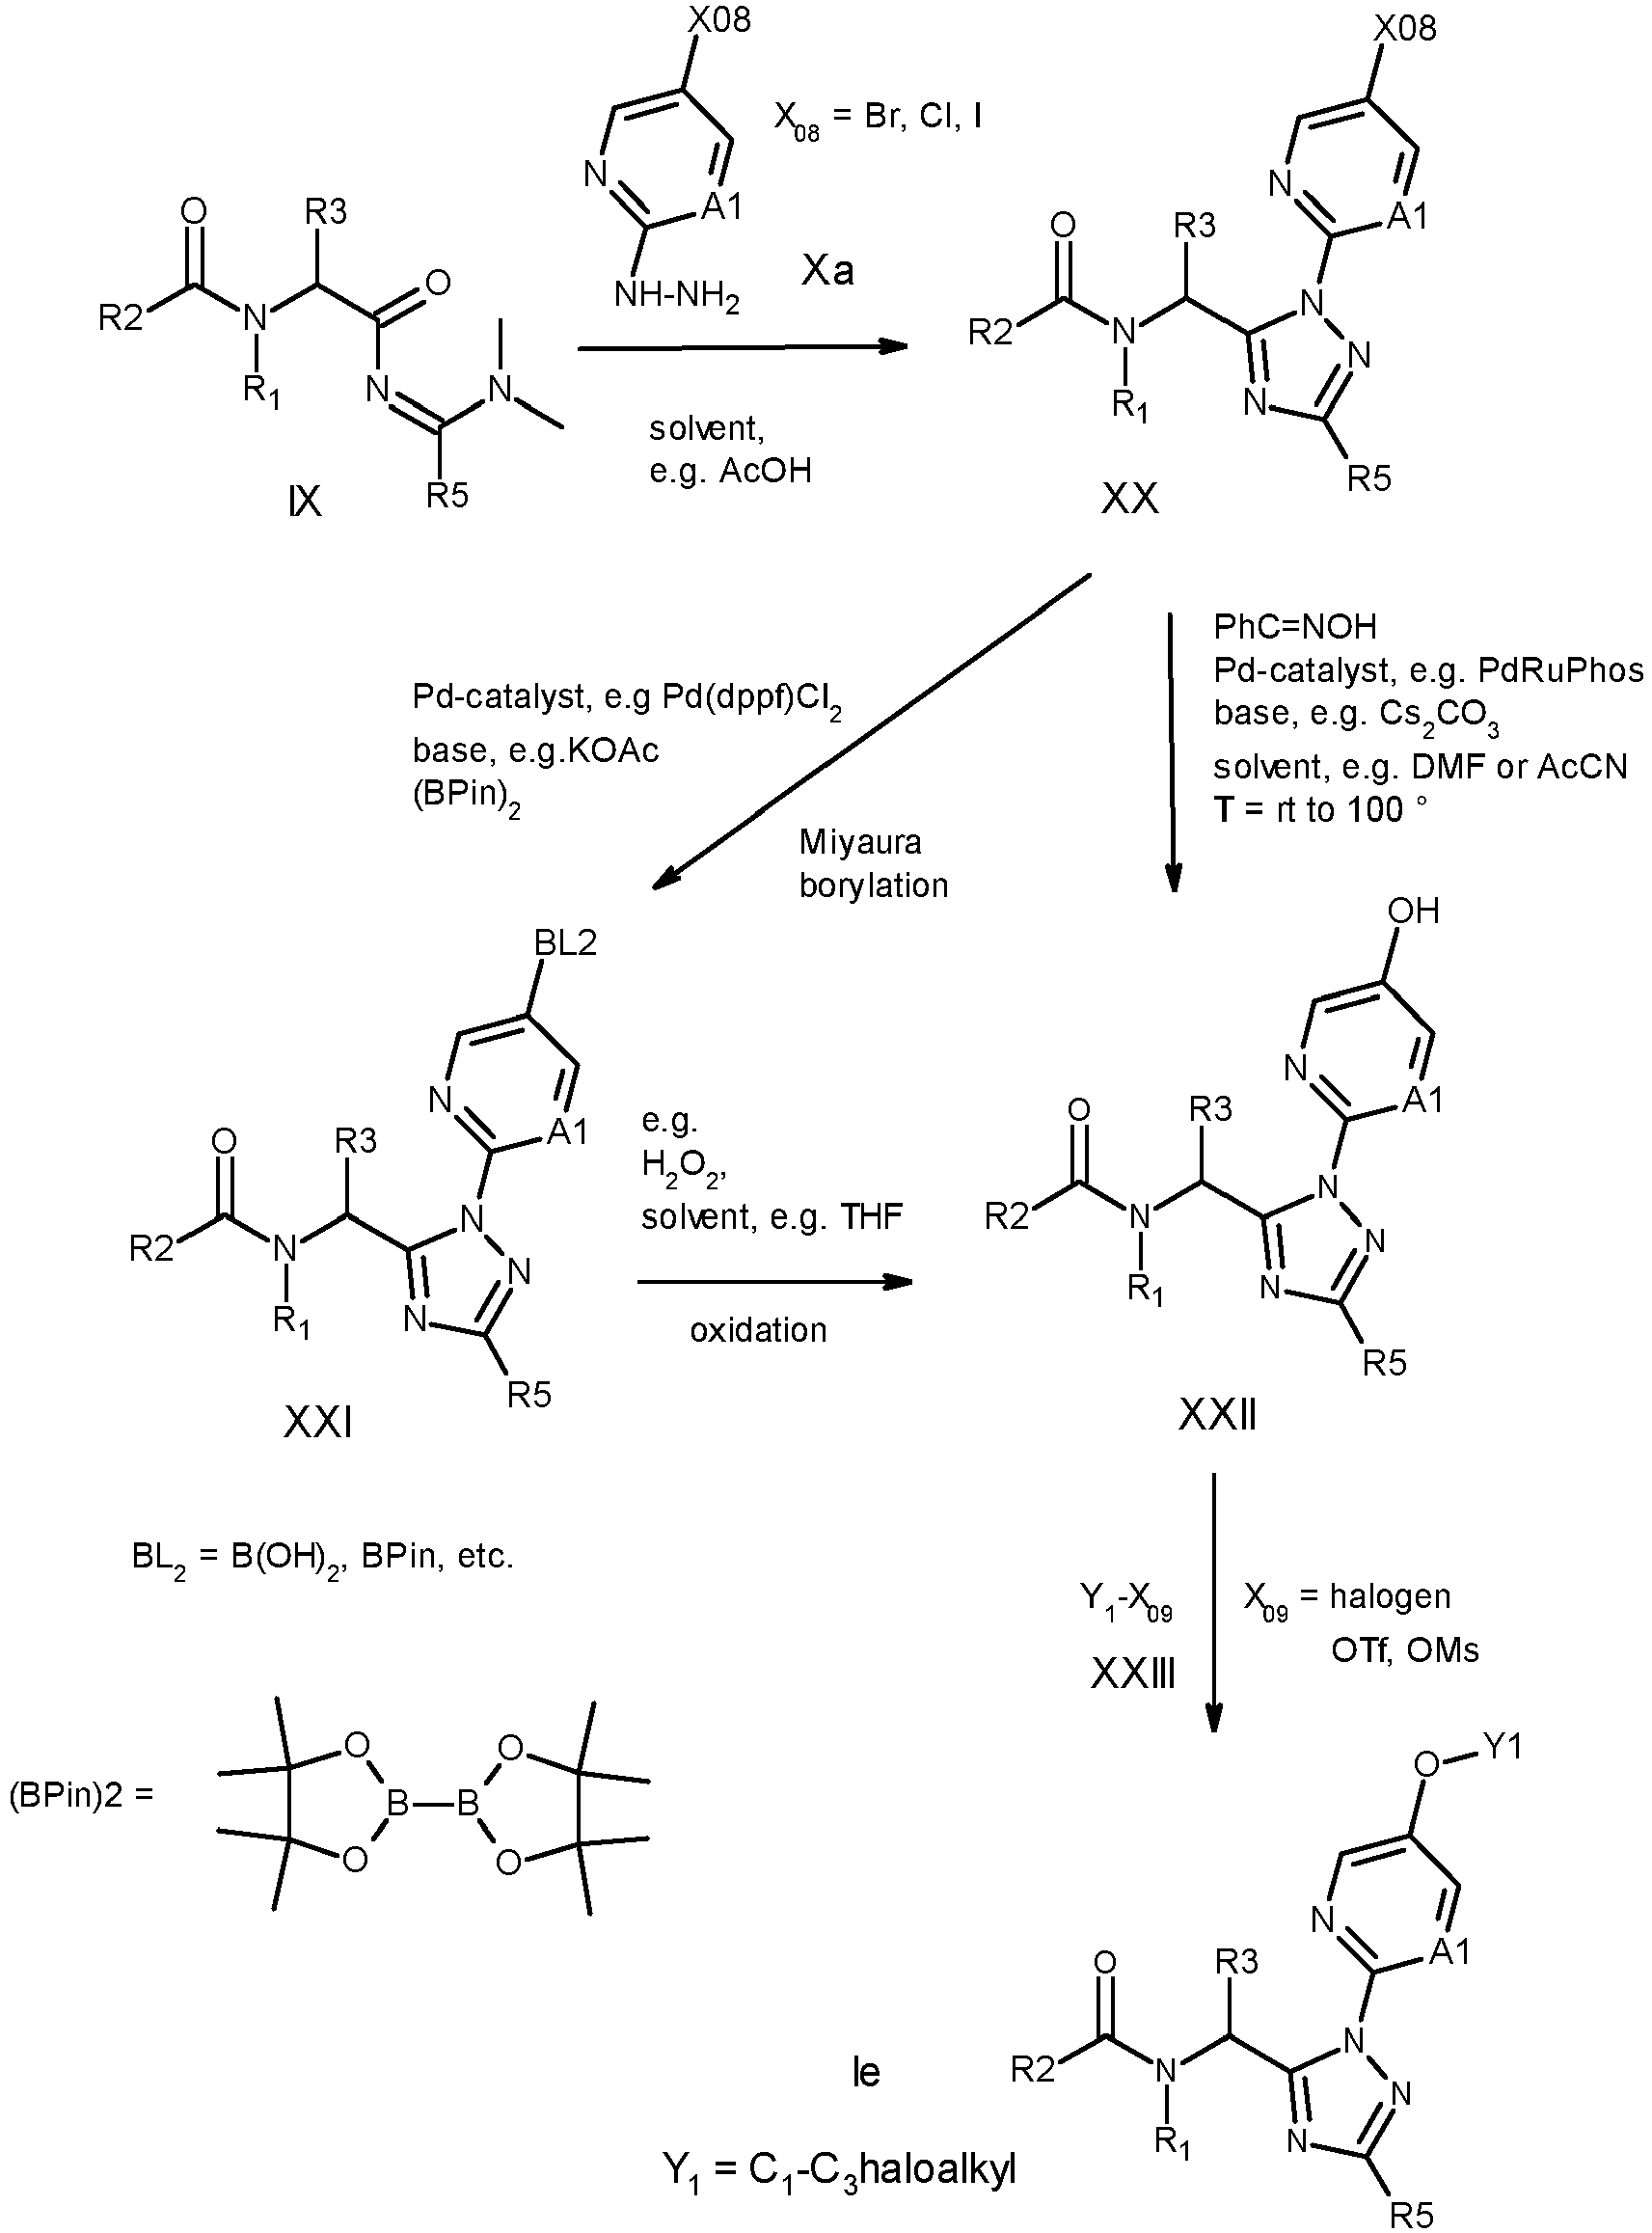 X08
X08 = Br, Cl, I
N
A1
NH-NH2
Xa
O
R3
O
R2
N
R1
N
N
R5
IX
solvent,
e.g. AcOH
X08
N
A1
O
R3
N
R2
N
N
R1
N
R5
XX
Pd-catalyst, e.g Pd(dppf)Cl2
base, e.g.KOAc
(BPin)2
Miyaura
borylation
PhC=NOH
Pd-catalyst, e.g. PdRuPhos
base, e.g. Cs2CO3
solvent, e.g. DMF or AcCN
T = rt to 100 °
BL2
N
A1
O
R3
N
R2
N
N
R1
N
R5
XXI
e.g.
H2O2,
solvent, e.g. THF
oxidation
OH
N
A1
O
R3
N
R2
N
N
R1
N
R5
XXII
BL2 = B(OH)2, BPin, etc.
Y1-X09
XXIII
X09 = halogen
OTf, OMs
(BPin)2 =
O
O
B
B
O
O
O
Y1
N
A1
O
R3
N
R2
N
N
R1
N
R5
Ie
Y1 = C1-C3haloalkyl